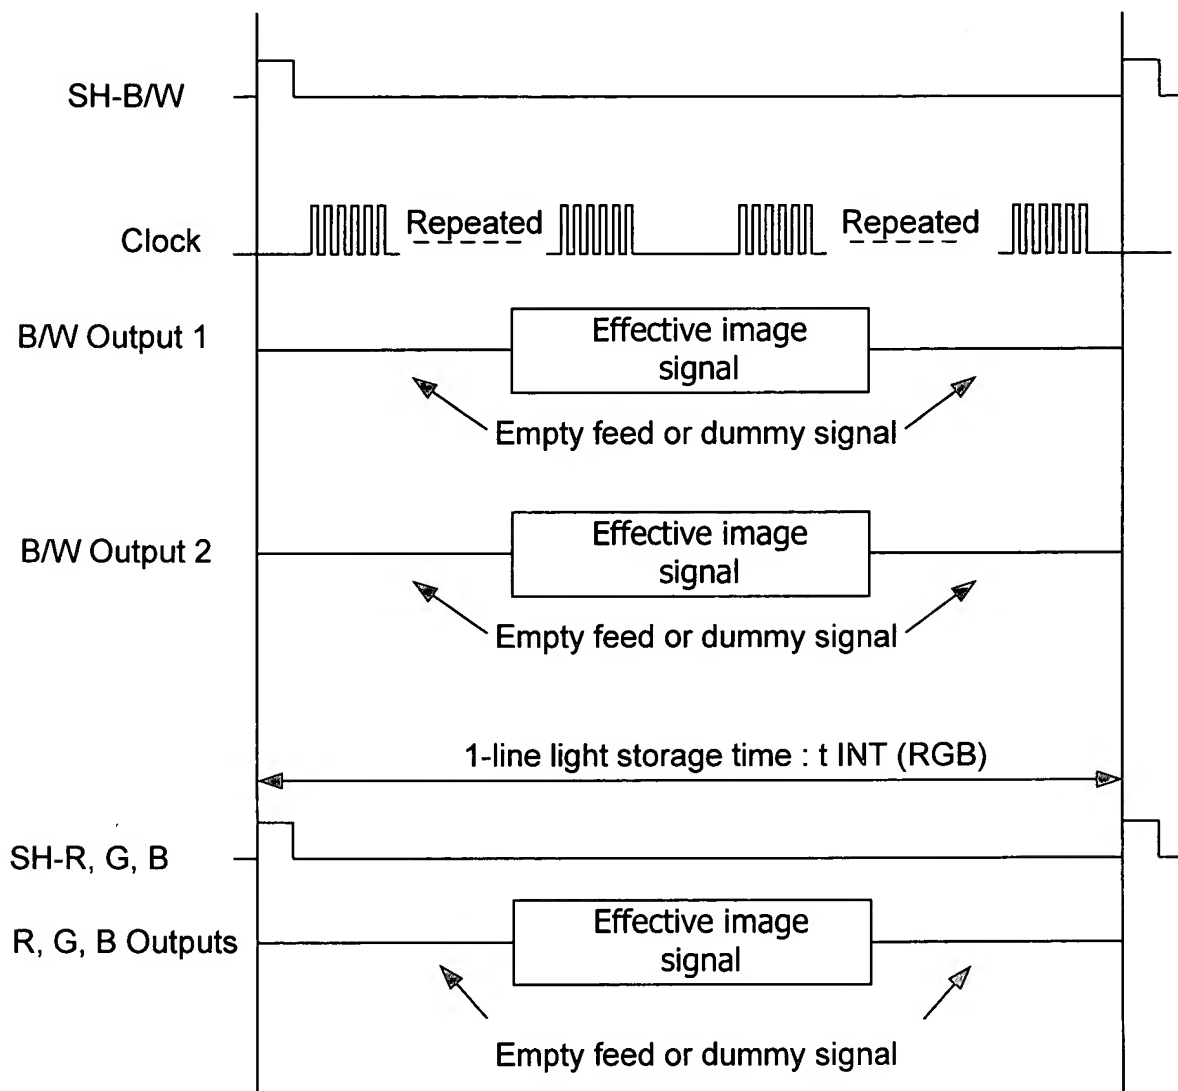 SH-B/W
Clock
Repeated
Repeated
B/W Output 1
Effective image
signal
Empty feed or dummy signal
B/W Output 2
Effective image
signal
Empty feed or dummy signal
1-line light storage time : t INT (RGB)
SH-R, G, B
R, G, B Outputs
Effective image
signal
Empty feed or dummy signal